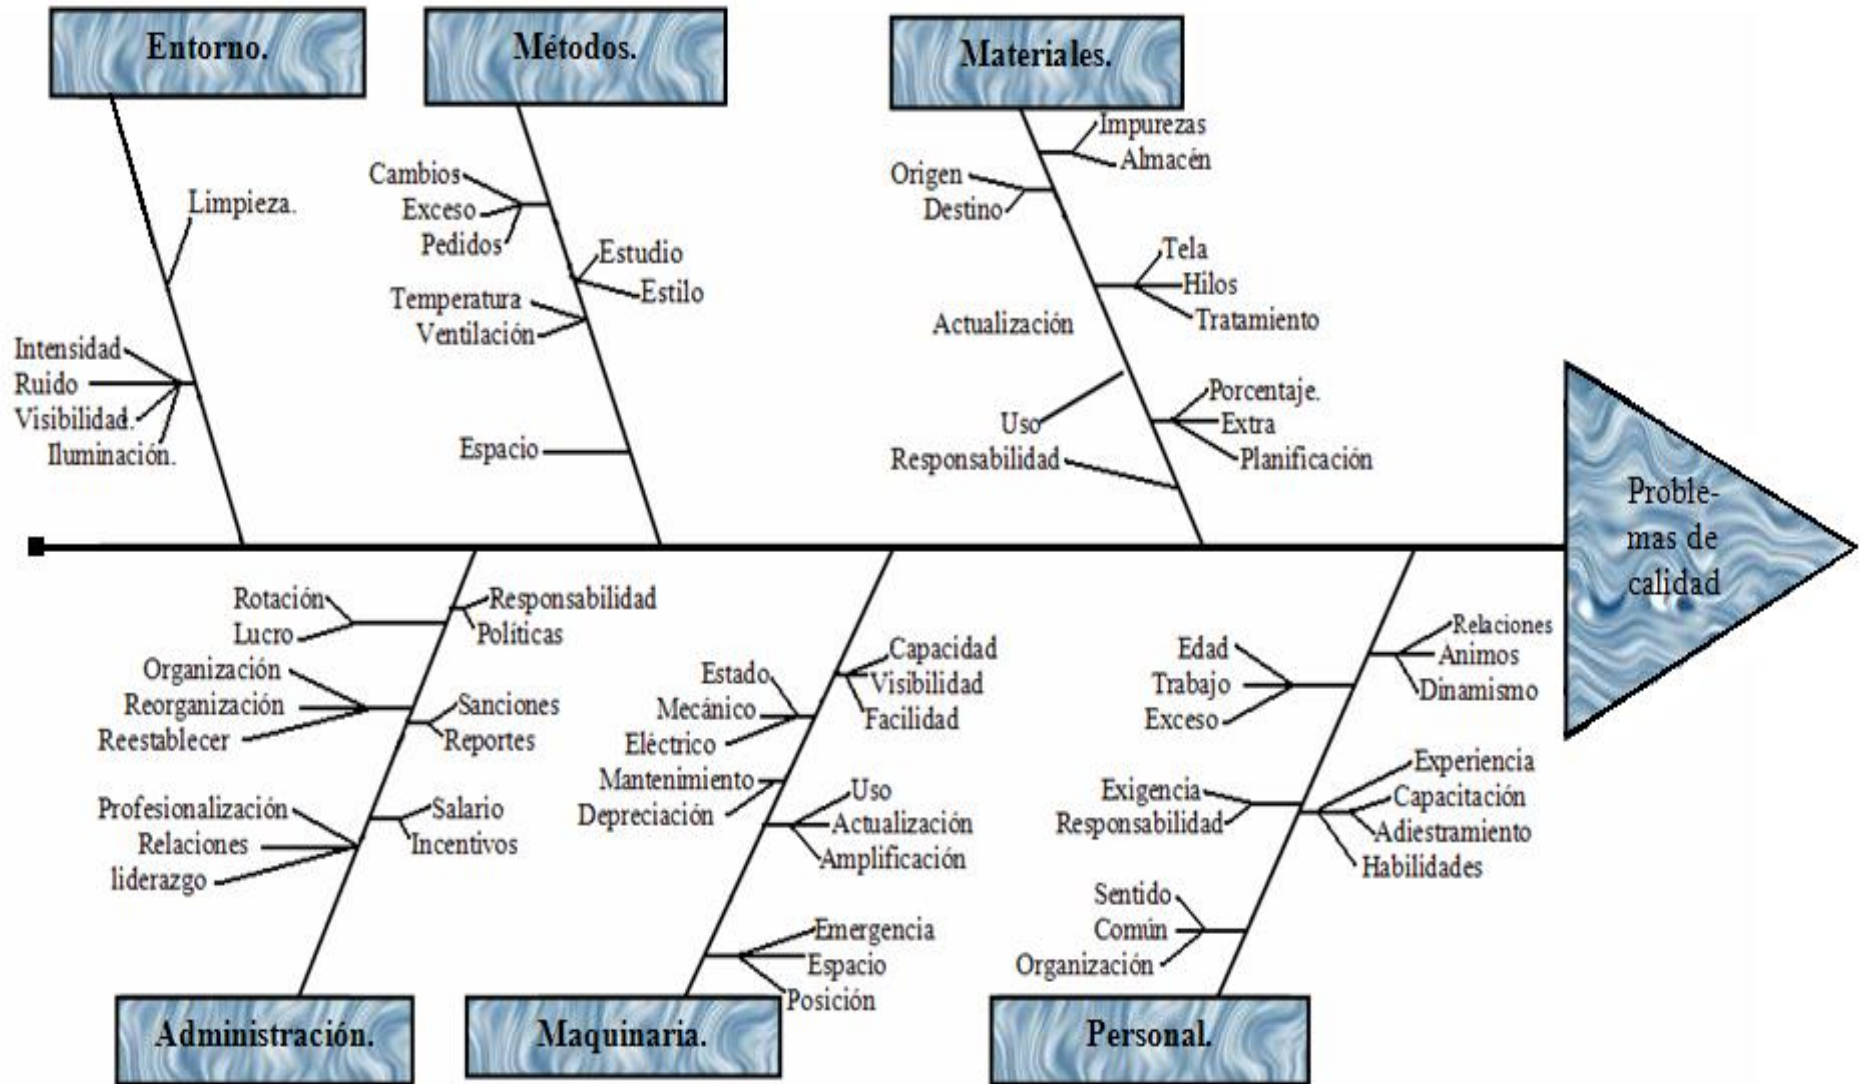 Entorno.
Métodos.
Materiales.
Limpieza.
Intensidad
Ruido
Visibilidad.
Iluminación.
Cambios
Exceso
Pedidos
Estudio
Estilo
Temperatura
Ventilación
Espacio
Impurezas
Almacén
Origen
Destino
Tela
Hilos
Tratamiento
Actualización
Uso
Responsabilidad
Porcentaje.
Extra
Planificación
Proble-
mas de
calidad
Rotación
Lucro
Responsabilidad
Políticas
Organización
Reorganización
Reestablecer
Sanciones
Reportes
Profesionalización
Relaciones
liderazgo
Salario
Incentivos
Estado
Mecánico
Eléctrico
Mantenimiento
Depreciación
Capacidad
Visibilidad
Facilidad
Uso
Actualización
Amplificación
Emergencia
Espacio
Posición
Edad
Trabajo
Exceso
Relaciones
Animos
Dinamismo
Exigencia
Responsabilidad
Experiencia
Capacitación
Adiestramiento
Habilidades
Sentido
Común
Organización
Administración.
Maquinaria.
Personal.